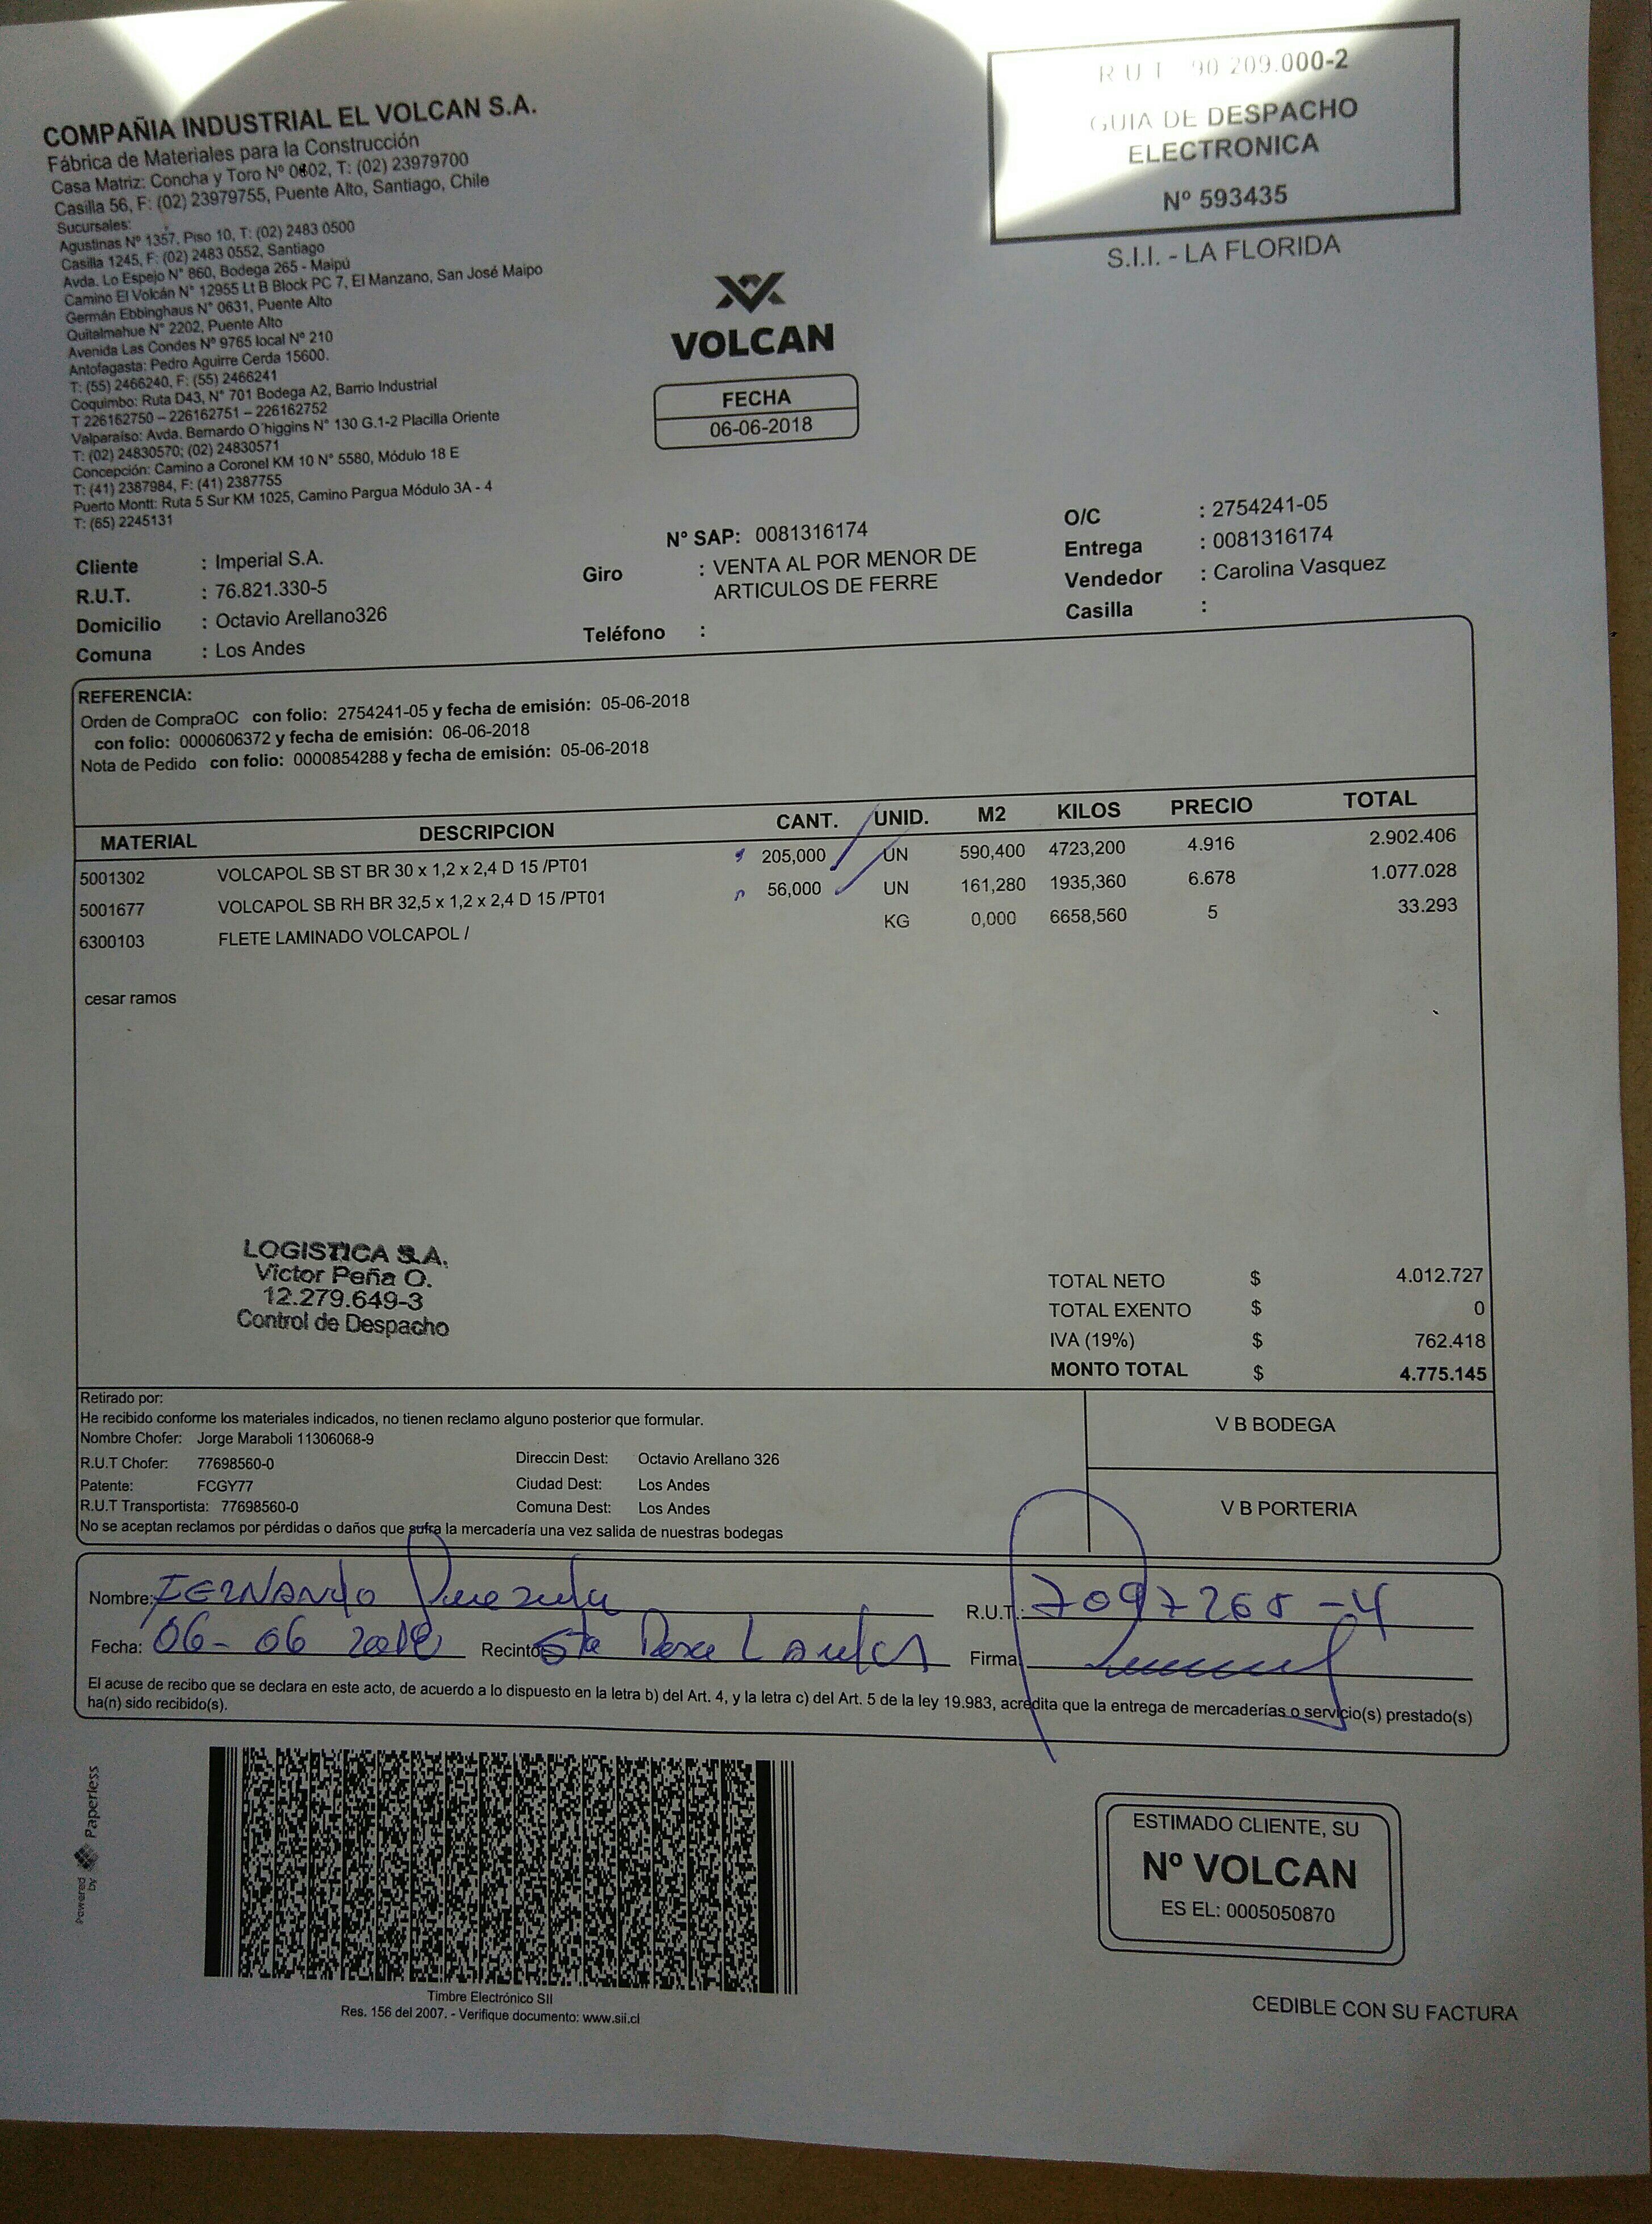 COMPAÑIA INDUSTRIAL EL VOLCAN S.A.
Fábrica de Materiales para la Construcción
Casa Matriz: Concha y Toro Nº 0402, T: (02) 23979700
Casilla 56, F: (02) 23979755, Puente Alto, Santiago, Chile
Sucursales:
Agustinas Nº 1357, Piso 10, T: (02) 2483 0500
Casilla 1245, F: (02) 2483 0552, Santiago
Avda. Lo Espejo N° 860, Bodega 265 - Maipú
Camino El Volcán N° 12955 Lt B Block PC 7, El Manzano, San José Maipo
Germán Ebbinghaus N° 0631, Puente Alto
Quitalmahue N° 2202, Puente Alto
Avenida Las Condes Nº 9765 local Nº 210
Antofagasta: Pedro Aguirre Cerda 15600.
T: (55) 2466240, F: (55) 2466241
Coquimbo: Ruta D43, N° 701 Bodega A2, Barrio Industrial
T 226162750 – 226162751 – 226162752
Valparaíso: Avda. Bernardo O´higgins N° 130 G.1-2 Placilla Oriente
T: (02) 24830570; (02) 24830571
Concepción: Camino a Coronel KM 10 N° 5580, Módulo 18 E
T: (41) 2387984, F: (41) 2387755
Puerto Montt: Ruta 5 Sur KM 1025, Camino Pargua Módulo 3A - 4
T: (65) 2245131
R.U.T. 90.209.000-2
GUIA DE DESPACHO
ELECTRONICA
Nº 593435
S.I.I. - LA FLORIDA
VOLCAN
FECHA
06-06-2018
Cliente : Imperial S.A.
R.U.T. : 76.821.330-5
Domicilio : Octavio Arellano326
Comuna : Los Andes
Nº SAP: 0081316174
Giro : VENTA AL POR MENOR DE
ARTICULOS DE FERRE
Teléfono :
O/C : 2754241-05
Entrega : 0081316174
Vendedor : Carolina Vasquez
Casilla :
REFERENCIA:
Orden de CompraOC con folio: 2754241-05 y fecha de emisión: 05-06-2018
con folio: 0000606372 y fecha de emisión: 06-06-2018
Nota de Pedido con folio: 0000854288 y fecha de emisión: 05-06-2018
MATERIAL DESCRIPCION CANT. UNID. M2 KILOS PRECIO TOTAL
5001302 VOLCAPOL SB ST BR 30 x 1,2 x 2,4 D 15 /PT01 205,000 UN 590,400 4723,200 4.916 2.902.406
5001677 VOLCAPOL SB RH BR 32,5 x 1,2 x 2,4 D 15 /PT01 56,000 UN 161,280 1935,360 6.678 1.077.028
6300103 FLETE LAMINADO VOLCAPOL / KG 0,000 6658,560 5 33.293
cesar ramos
LOGISTICA S.A.
Victor Peña O.
12.279.649-3
Control de Despacho
TOTAL NETO $ 4.012.727
TOTAL EXENTO $ 0
IVA (19%) $ 762.418
MONTO TOTAL $ 4.775.145
Retirado por:
He recibido conforme los materiales indicados, no tienen reclamo alguno posterior que formular.
Nombre Chofer: Jorge Maraboli 11306068-9
R.U.T Chofer: 77698560-0 Direccin Dest: Octavio Arellano 326
Patente: FCGY77 Ciudad Dest: Los Andes
R.U.T Transportista: 77698560-0 Comuna Dest: Los Andes
No se aceptan reclamos por pérdidas o daños que sufra la mercadería una vez salida de nuestras bodegas
V B BODEGA
V B PORTERIA
Nombre: FERNANDO R.U.T.: 7097268-4
Fecha: 06-06 2018 Recinto: Sta Rosa Firma:
El acuse de recibo que se declara en este acto, de acuerdo a lo dispuesto en la letra b) del Art. 4, y la letra c) del Art. 5 de la ley 19.983, acredita que la entrega de mercaderías o servicio(s) prestado(s)
ha(n) sido recibido(s).
Powered by Paperless
Timbre Electrónico SII
Res. 156 del 2007. - Verifique documento: www.sii.cl
ESTIMADO CLIENTE, SU
Nº VOLCAN
ES EL: 0005050870
CEDIBLE CON SU FACTURA